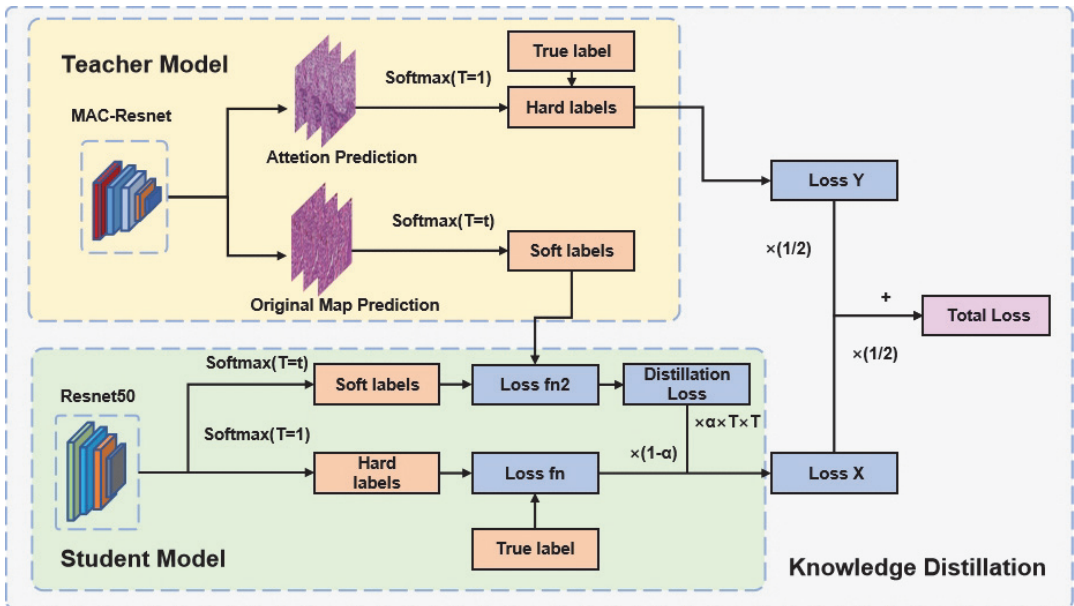 Teacher Model
MAC-Resnet
Attetion Prediction
Softmax(T=1)
True label
Hard labels
Original Map Prediction
Softmax(T=t)
Soft labels
Loss Y
×(1/2)
+
Total Loss
×(1/2)
Resnet50
Softmax(T=t)
Soft labels
Loss fn2
Distillation
Loss
×α×T×T
Softmax(T=1)
Hard
labels
Loss fn
×(1-α)
Loss X
True label
Student Model
Knowledge Distillation